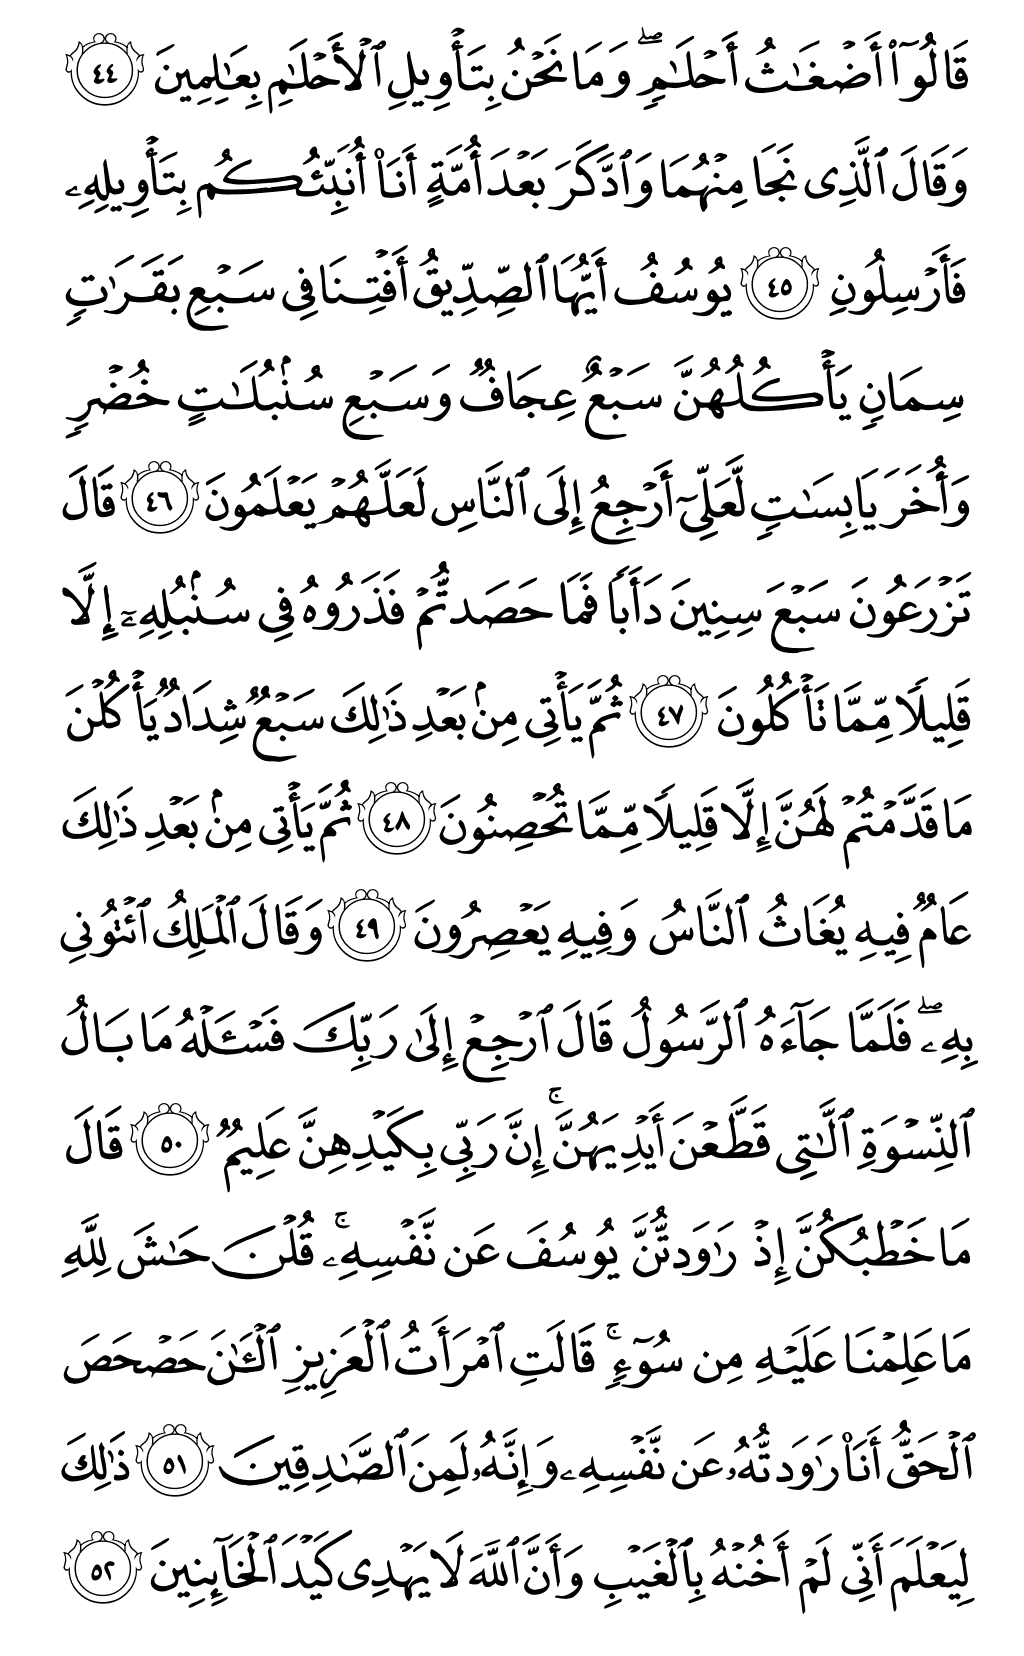 قَالُوٓا۟ أَضْغَـٰثُ أَحْلَـٰمٍۢ ۖ وَمَا نَحْنُ بِتَأْوِيلِ ٱلْأَحْلَـٰمِ بِعَـٰلِمِينَ ٤٤
وَقَالَ ٱلَّذِى نَجَا مِنْهُمَا وَٱدَّكَرَ بَعْدَ أُمَّةٍ أَنَا۠ أُنَبِّئُكُم بِتَأْوِيلِهِۦ
فَأَرْسِلُونِ ٤٥ يُوسُفُ أَيُّهَا ٱلصِّدِّيقُ أَفْتِنَا فِى سَبْعِ بَقَرَٰتٍۢ
سِمَانٍۢ يَأْكُلُهُنَّ سَبْعٌ عِجَافٌۭ وَسَبْعِ سُنۢبُلَـٰتٍ خُضْرٍۢ
وَأُخَرَ يَابِسَـٰتٍۢ لَّعَلِّىٓ أَرْجِعُ إِلَى ٱلنَّاسِ لَعَلَّهُمْ يَعْلَمُونَ ٤٦ قَالَ
تَزْرَعُونَ سَبْعَ سِنِينَ دَأَبًۭا فَمَا حَصَدتُّمْ فَذَرُوهُ فِى سُنۢبُلِهِۦٓ إِلَّا
قَلِيلًۭا مِّمَّا تَأْكُلُونَ ٤٧ ثُمَّ يَأْتِى مِنۢ بَعْدِ ذَٰلِكَ سَبْعٌۭ شِدَادٌۭ يَأْكُلْنَ
مَا قَدَّمْتُمْ لَهُنَّ إِلَّا قَلِيلًۭا مِّمَّا تُحْصِنُونَ ٤٨ ثُمَّ يَأْتِى مِنۢ بَعْدِ ذَٰلِكَ
عَامٌۭ فِيهِ يُغَاثُ ٱلنَّاسُ وَفِيهِ يَعْصِرُونَ ٤٩ وَقَالَ ٱلْمَلِكُ ٱئْتُونِى
بِهِۦ ۖ فَلَمَّا جَآءَهُ ٱلرَّسُولُ قَالَ ٱرْجِعْ إِلَىٰ رَبِّكَ فَسْـَٔلْهُ مَا بَالُ
ٱلنِّسْوَةِ ٱلَّـٰتِى قَطَّعْنَ أَيْدِيَهُنَّ ۚ إِنَّ رَبِّى بِكَيْدِهِنَّ عَلِيمٌۭ ٥٠ قَالَ
مَا خَطْبُكُنَّ إِذْ رَٰوَدتُّنَّ يُوسُفَ عَن نَّفْسِهِۦ ۚ قُلْنَ حَـٰشَ لِلَّهِ
مَا عَلِمْنَا عَلَيْهِ مِن سُوٓءٍۢ ۚ قَالَتِ ٱمْرَأَتُ ٱلْعَزِيزِ ٱلْـَٔـٰنَ حَصْحَصَ
ٱلْحَقُّ أَنَا۠ رَٰوَدتُّهُۥ عَن نَّفْسِهِۦ وَإِنَّهُۥ لَمِنَ ٱلصَّـٰدِقِينَ ٥١ ذَٰلِكَ
لِيَعْلَمَ أَنِّى لَمْ أَخُنْهُ بِٱلْغَيْبِ وَأَنَّ ٱللَّهَ لَا يَهْدِى كَيْدَ ٱلْخَآئِنِينَ ٥٢